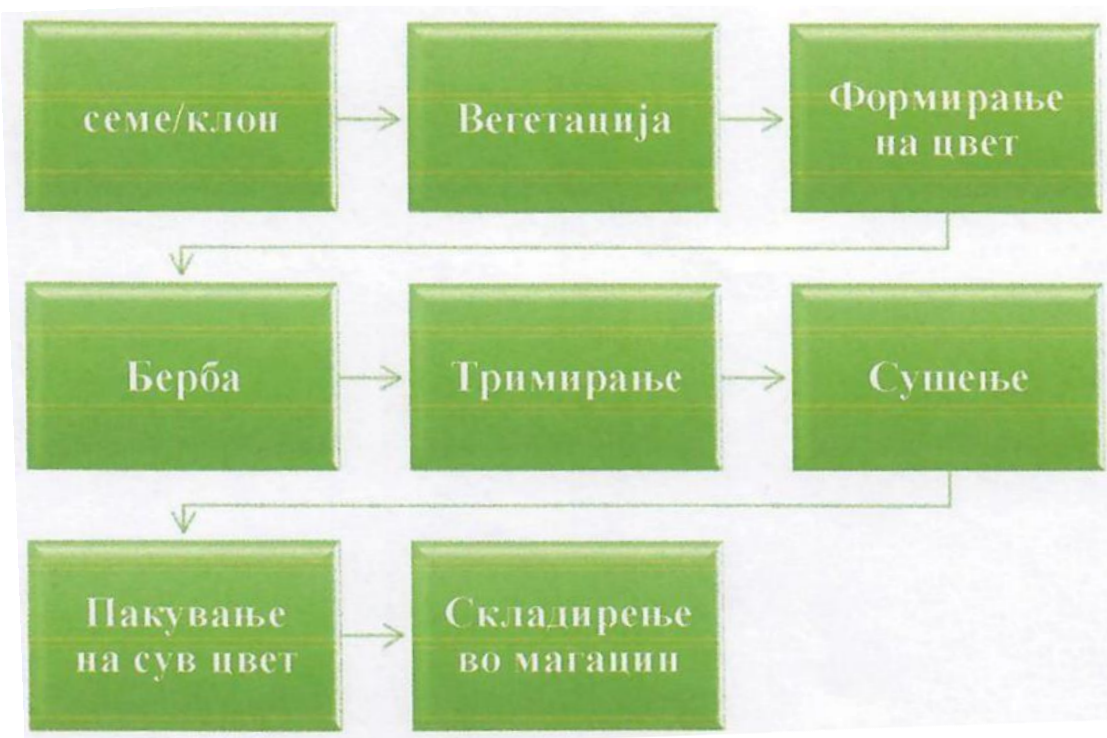 семе/клон
Вегетација
Формирање
на цвет
Берба
Тримирање
Сушење
Пакување
на сув цвет
Складирење
во магацин